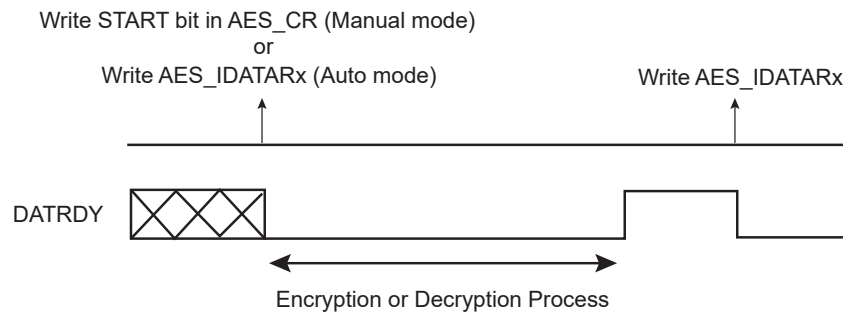 Write START bit in AES_CR (Manual mode)
or
Write AES_IDATARx (Auto mode)
Write AES_IDATARx
DATRDY
Encryption or Decryption Process